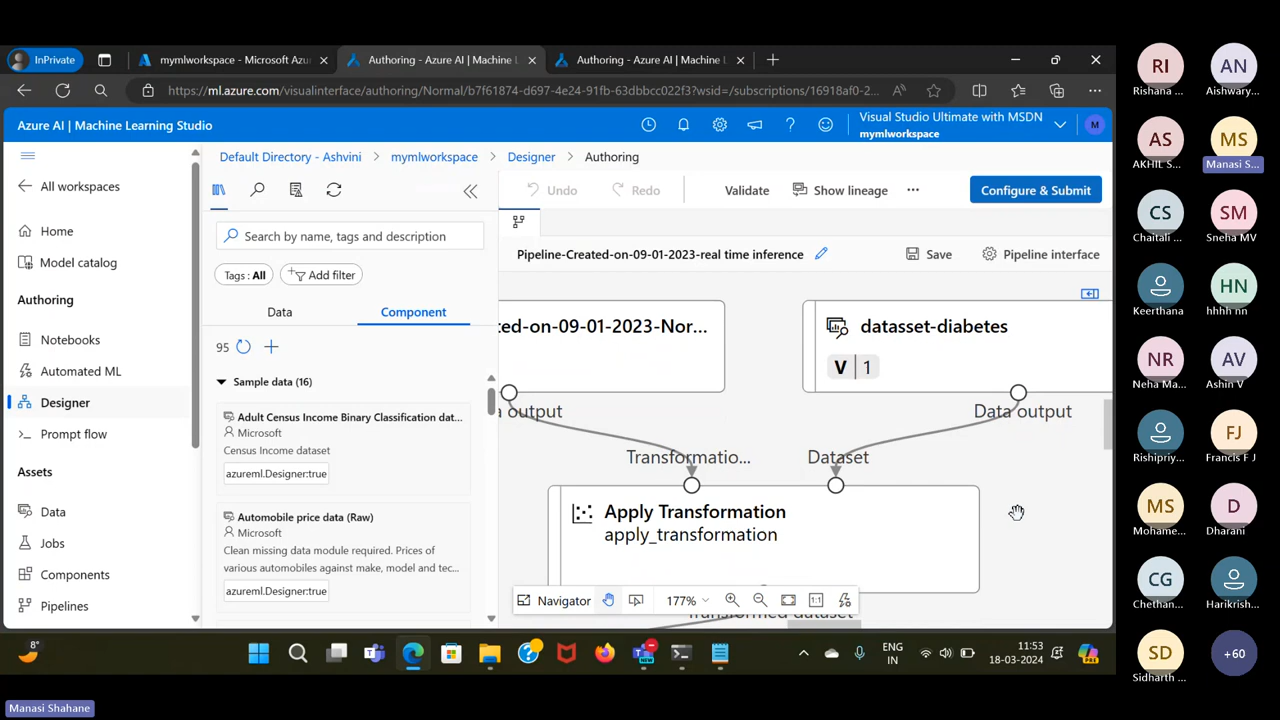 InPrivate
mymlworkspace - Microsoft Azu
Authoring - Azure AI | Machine L
Authoring - Azure AI | Machine L
https://ml.azure.com/visualinterface/authoring/Normal/b7f61874-d697-4e24-91fb-63dbbcc022f3?wsid=/subscriptions/16918af0-2...
Azure AI | Machine Learning Studio
Visual Studio Ultimate with MSDN
mymlworkspace
M
All workspaces
Home
Model catalog
Authoring
Notebooks
Automated ML
Designer
Prompt flow
Assets
Data
Jobs
Components
Pipelines
Default Directory - Ashvini > mymlworkspace > Designer > Authoring
Search by name, tags and description
Tags : All
Add filter
Data
Component
95
Sample data (16)
Adult Census Income Binary Classification dat...
Microsoft
Census Income dataset
azureml.Designer:true
Automobile price data (Raw)
Microsoft
Clean missing data module required. Prices of
various automobiles against make, model and tec...
azureml.Designer:true
Undo
Redo
Validate
Show lineage
Configure & Submit
Pipeline-Created-on-09-01-2023-real time inference
Save
Pipeline interface
ed-on-09-01-2023-Nor...
datasset-diabetes
V | 1
a output
Data output
Transformatio...
Dataset
Apply Transformation
apply_transformation
Transformed dataset
Navigator
177%
1:1
8°
NEW
ENG
IN
11:53
18-03-2024
PRE
Manasi Shahane
RI
Rishana ...
AN
Aishwary...
AS
AKHIL S...
MS
Manasi S...
CS
Chaitali ...
SM
Sneha MV
Keerthana
HN
hhhh nn
NR
Neha Ma...
AV
Ashin V
Rishipriy...
FJ
Francis F J
MS
Mohame...
D
Dharani
CG
Chethan...
Harikrish...
SD
Sidharth ...
+60